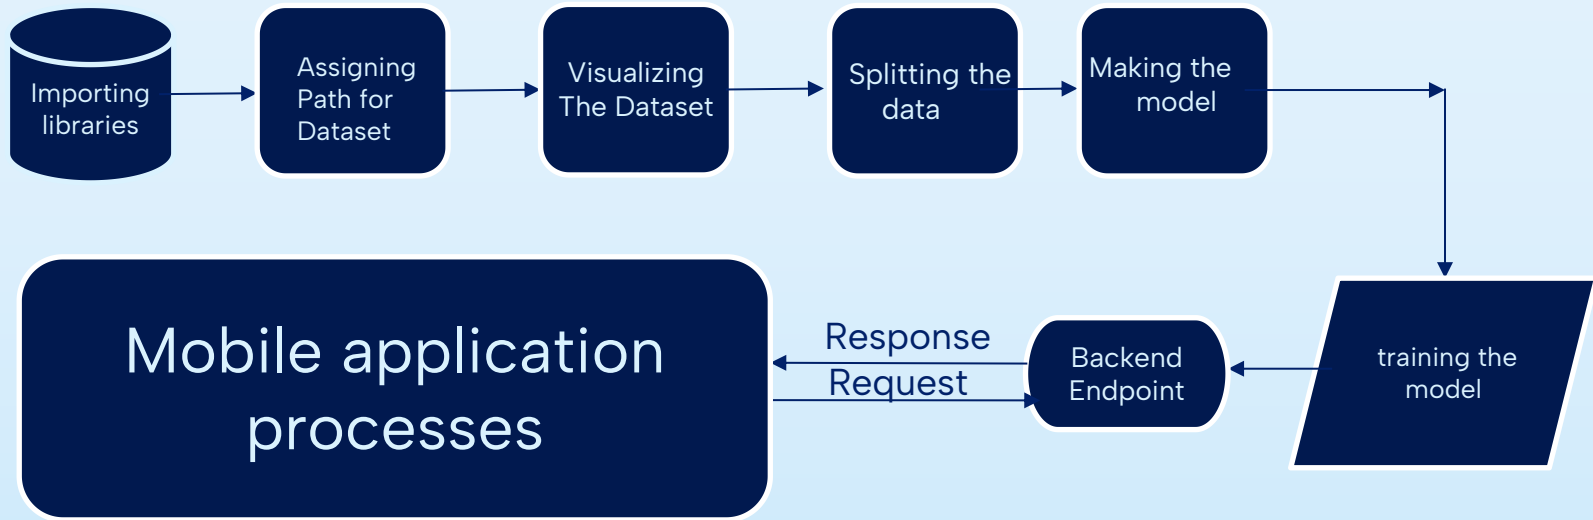 Importing
libraries
Assigning
Path for
Dataset
Visualizing
The Dataset
Splitting the
data
Making the
model
training the
model
Backend
Endpoint
Response
Request
Mobile application
processes